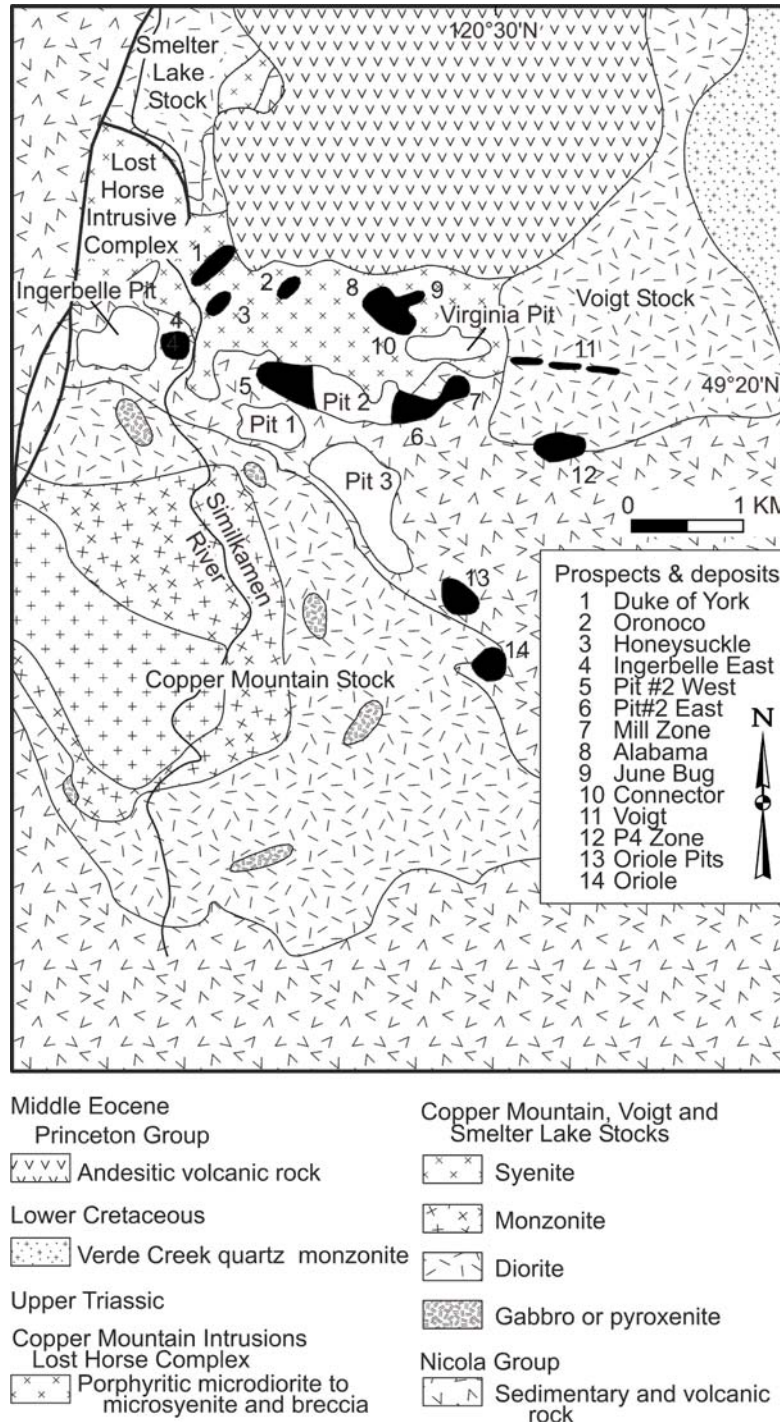 120°30'N
Smelter
Lake
Stock
Lost
Horse
Intrusive
Complex
1
Ingerbelle Pit
2
3
4
4
8
9
10
Virginia Pit
Voigt Stock
11
49°20'N
5
Pit 2
7
6
Pit 1
12
Pit 3
0 1 KM
Similkamen
River
13
14
Copper Mountain Stock
Prospects & deposits
1 Duke of York
2 Oronoco
3 Honeysuckle
4 Ingerbelle East
5 Pit #2 West
6 Pit#2 East
7 Mill Zone
8 Alabama
9 June Bug
10 Connector
11 Voigt
12 P4 Zone
13 Oriole Pits
14 Oriole
N
Middle Eocene
Princeton Group
Andesitic volcanic rock
Lower Cretaceous
Verde Creek quartz monzonite
Upper Triassic
Copper Mountain Intrusions
Lost Horse Complex
Porphyritic microdiorite to
microsyenite and breccia
Copper Mountain, Voigt and
Smelter Lake Stocks
Syenite
Monzonite
Diorite
Gabbro or pyroxenite
Nicola Group
Sedimentary and volcanic
rock